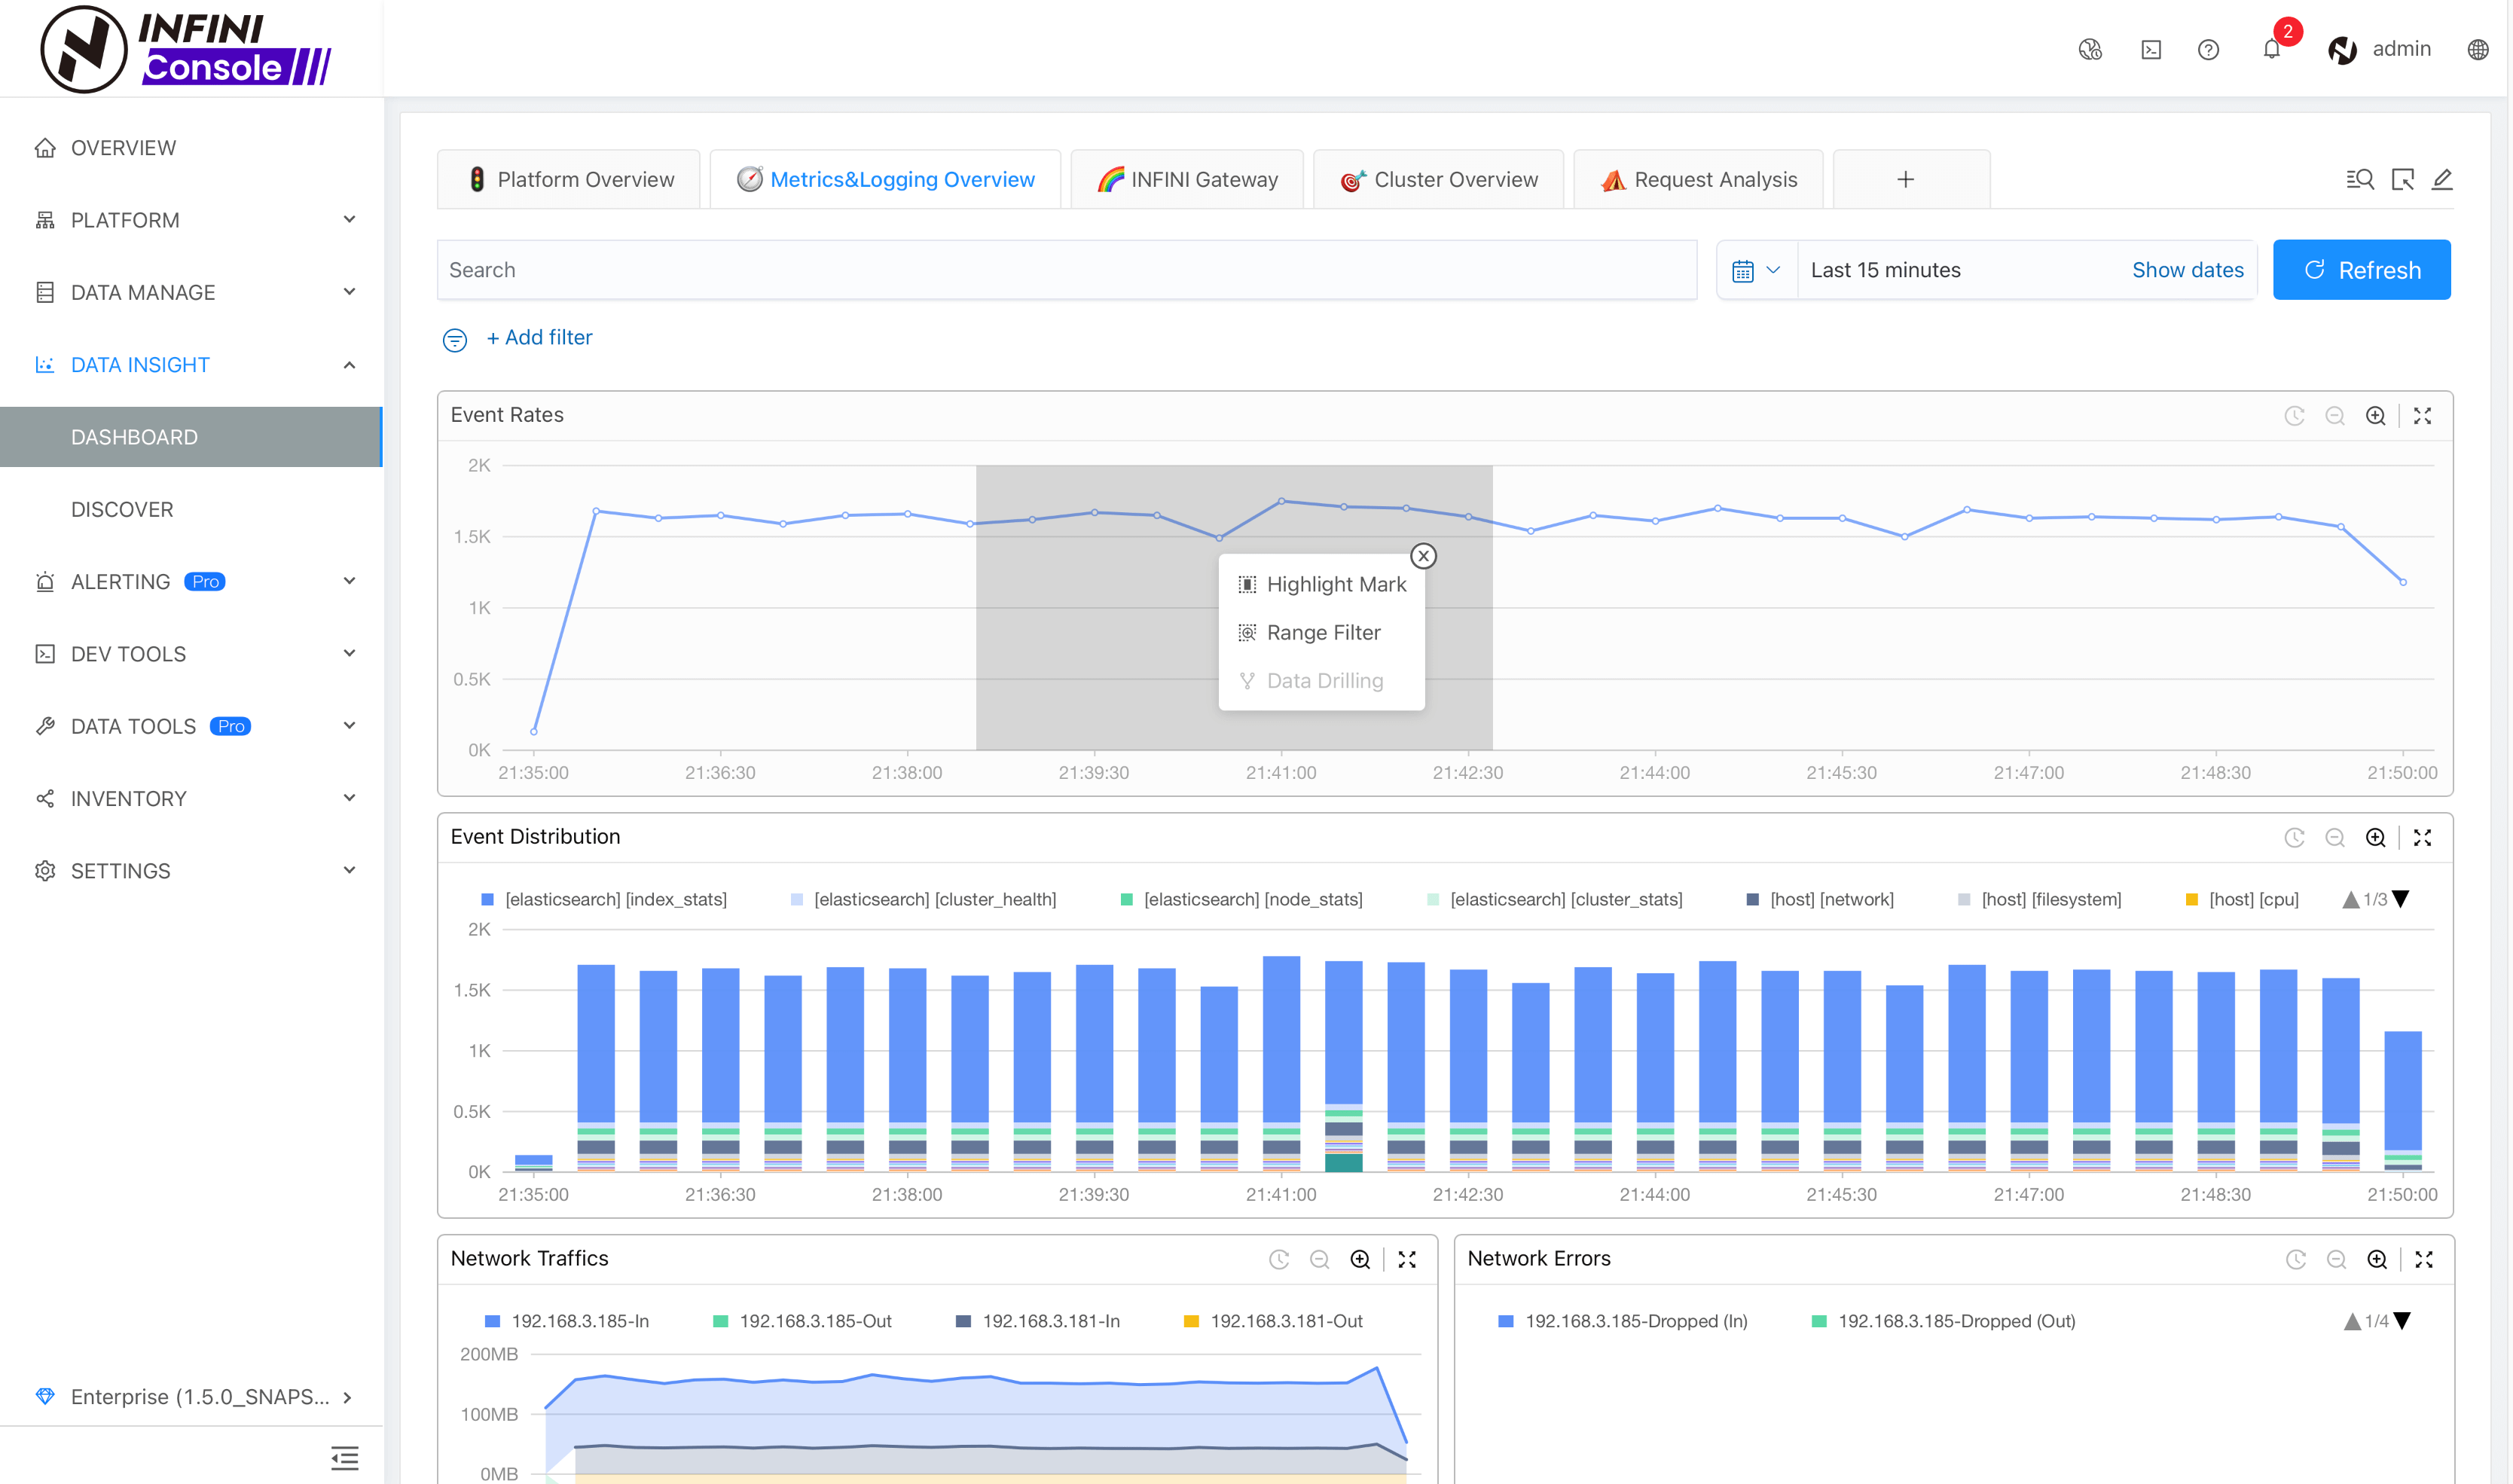 INFINI
Console
2
admin
OVERVIEW
PLATFORM
DATA MANAGE
DATA INSIGHT
DASHBOARD
DISCOVER
ALERTING Pro
DEV TOOLS
DATA TOOLS Pro
INVENTORY
SETTINGS
Enterprise (1.5.0_SNAPS...
Platform Overview
Metrics&Logging Overview
INFINI Gateway
Cluster Overview
Request Analysis
+
Search
Last 15 minutes
Show dates
Refresh
+ Add filter
Event Rates
2K
1.5K
1K
0.5K
0K
Highlight Mark
Range Filter
Data Drilling
21:35:00 21:36:30 21:38:00 21:39:30 21:41:00 21:42:30 21:44:00 21:45:30 21:47:00 21:48:30 21:50:00
Event Distribution
[elasticsearch] [index_stats] [elasticsearch] [cluster_health] [elasticsearch] [node_stats] [elasticsearch] [cluster_stats] [host] [network] [host] [filesystem] [host] [cpu] 1/3
2K
1.5K
1K
0.5K
0K
21:35:00 21:36:30 21:38:00 21:39:30 21:41:00 21:42:30 21:44:00 21:45:30 21:47:00 21:48:30 21:50:00
Network Traffics
192.168.3.185-In 192.168.3.185-Out 192.168.3.181-In 192.168.3.181-Out
200MB
100MB
0MB
Network Errors
192.168.3.185-Dropped (In) 192.168.3.185-Dropped (Out) 1/4